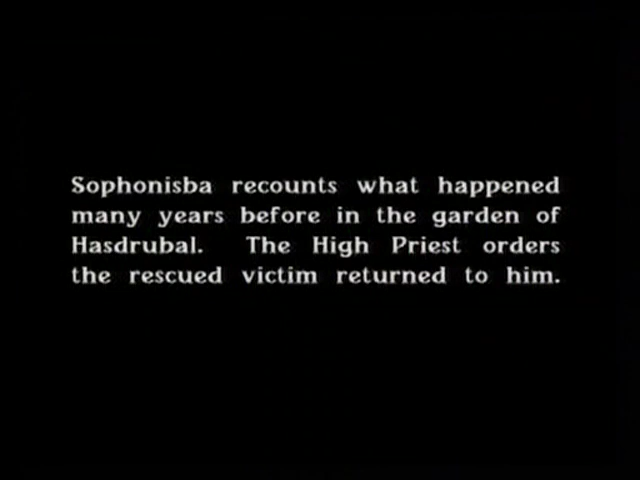 Sophonisba recounts what happened
many years before in the garden of
Hasdrubal. The High Priest orders
the rescued victim returned to him.